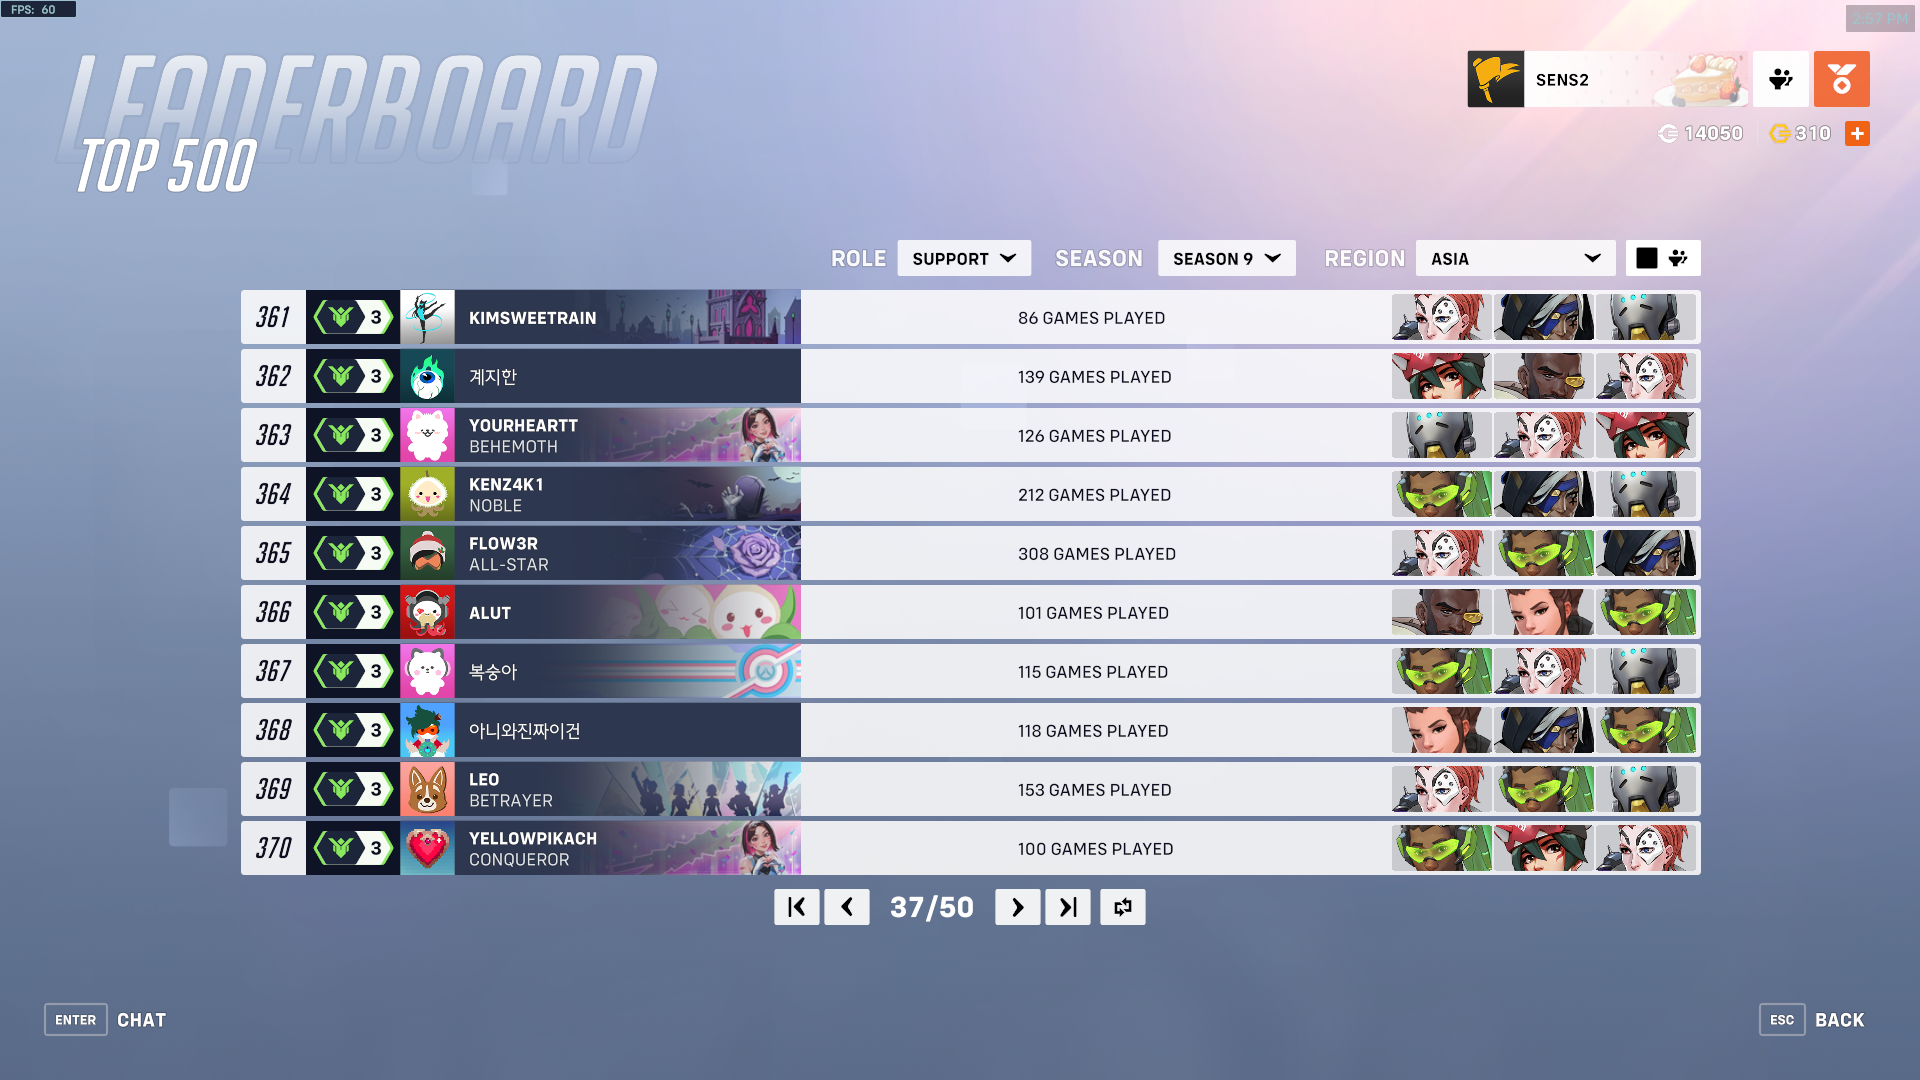 FPS: 60
2:57 PM
LEADERBOARD
TOP 500
SENS2
14050
310
ROLE
SUPPORT
SEASON
SEASON 9
REGION
ASIA
361 3 KIMSWEETRAIN 86 GAMES PLAYED
362 3 계지한 139 GAMES PLAYED
363 3 YOURHEARTT 126 GAMES PLAYED
BEHEMOTH
364 3 KENZ4K1 212 GAMES PLAYED
NOBLE
365 3 FLOW3R 308 GAMES PLAYED
ALL-STAR
366 3 ALUT 101 GAMES PLAYED
367 3 복숭아 115 GAMES PLAYED
368 3 아니와진짜이건 118 GAMES PLAYED
369 3 LEO 153 GAMES PLAYED
BETRAYER
370 3 YELLOWPIKACH 100 GAMES PLAYED
CONQUEROR
37/50
ENTER CHAT
ESC BACK